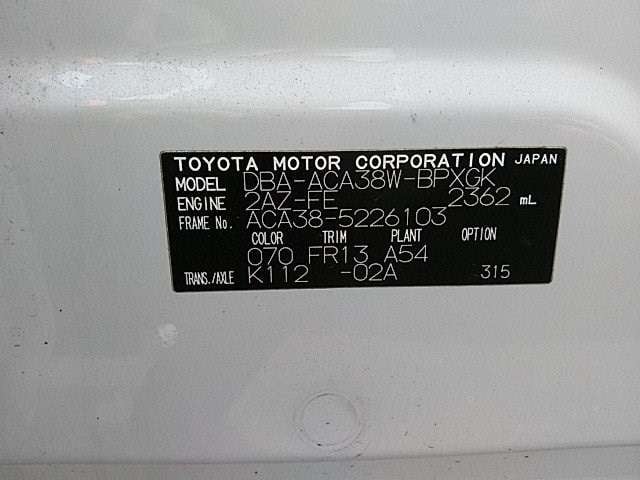 TOYOTA MOTOR CORPORATION JAPAN
MODEL DBA-ACA38W-BPXGK
ENGINE 2AZ-FE 2362 mL
FRAME No. ACA38-5226103
COLOR TRIM PLANT OPTION
070 FR13 A54
TRANS./AXLE K112 -02A 315